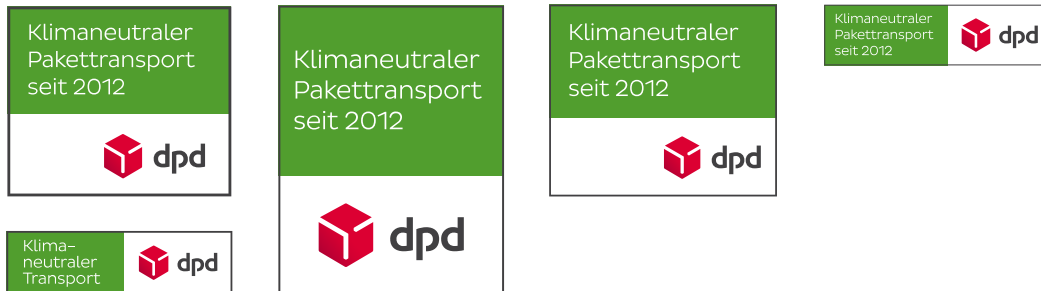 Klimaneutraler
Pakettransport
seit 2012
dpd
Klimaneutraler
Pakettransport
seit 2012
dpd
Klimaneutraler
Pakettransport
seit 2012
dpd
Klimaneutraler
Pakettransport
seit 2012
dpd
Klima-
neutraler
Transport
dpd